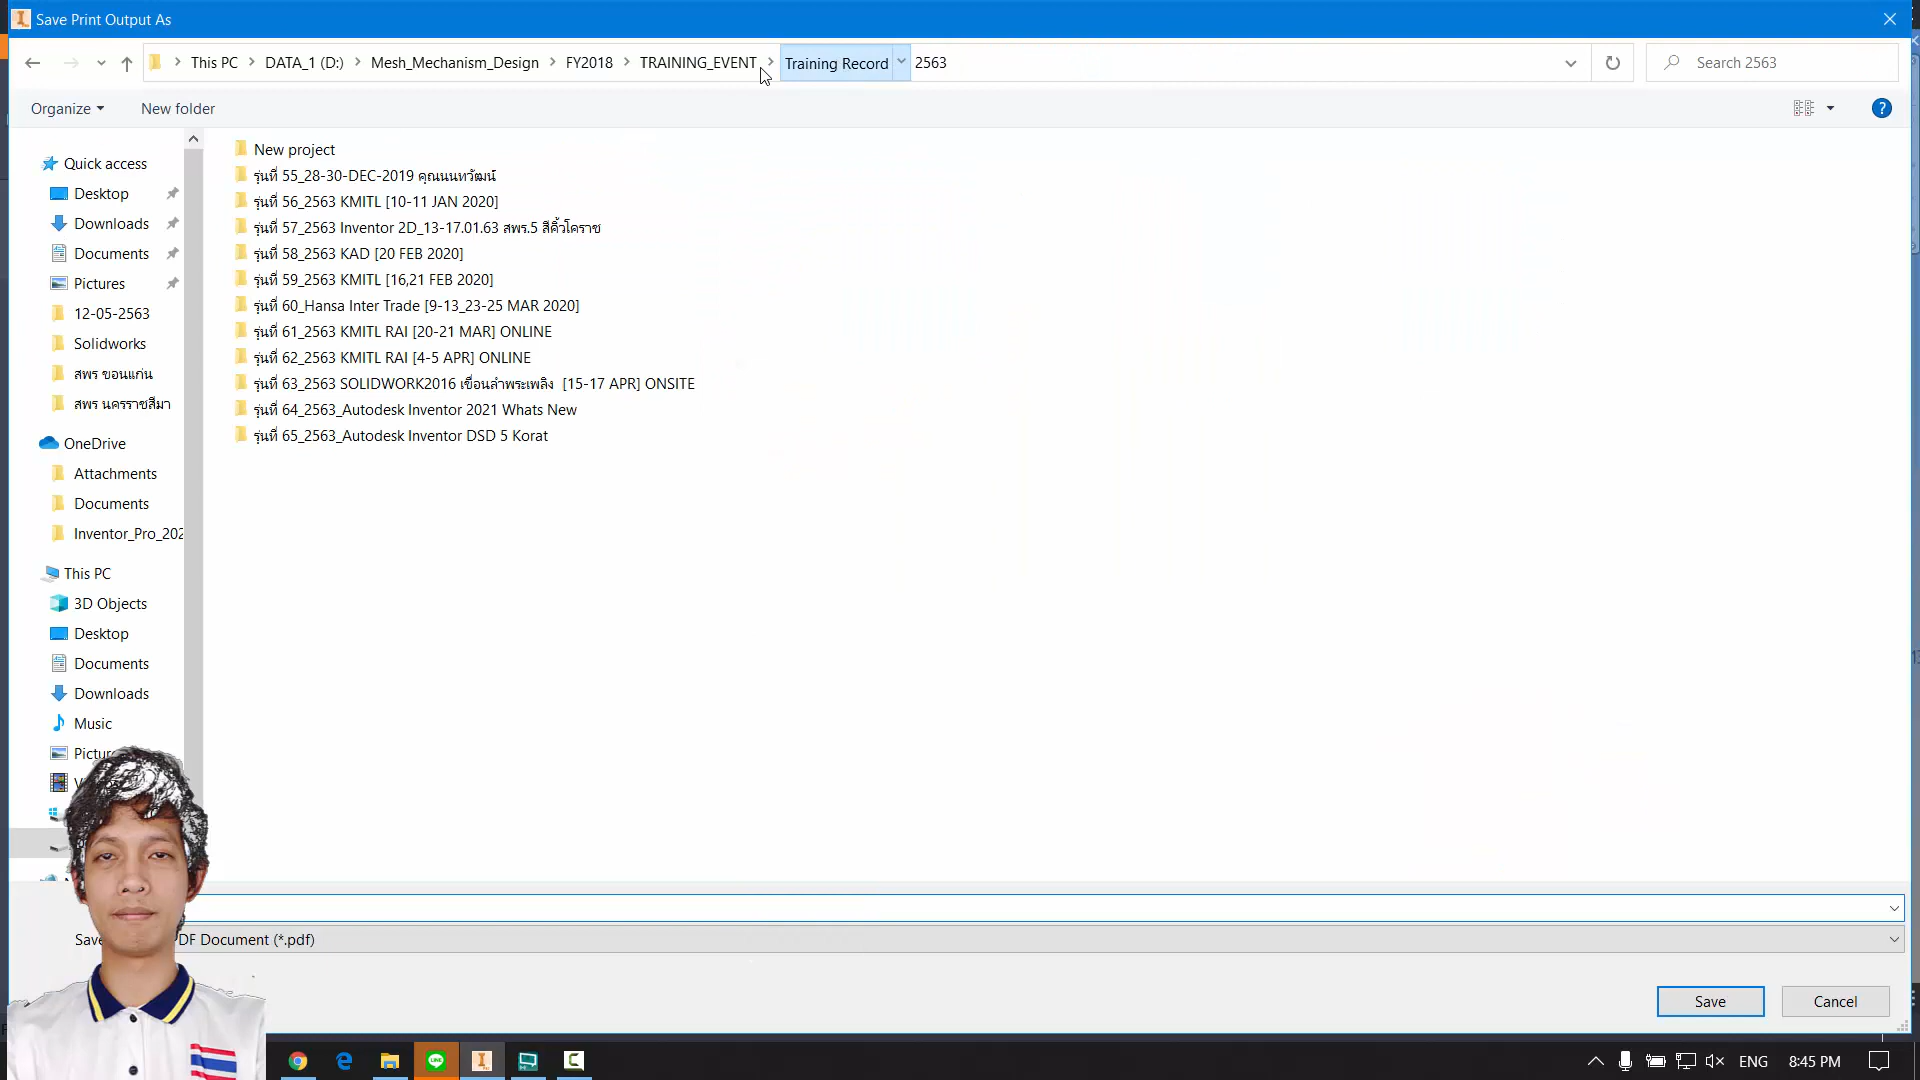 Save Print Output As
This PC
DATA_1 (D:)
Mesh_Mechanism_Design
FY2018
TRAINING_EVENT
Training Record
2563
Search 2563
Organize
New folder
Quick access
Desktop
Downloads
Documents
Pictures
12-05-2563
Solidworks
สพร ขอนแก่น
สพร นครราชสีมา
OneDrive
Attachments
Documents
Inventor_Pro_202
This PC
3D Objects
Desktop
Documents
Downloads
Music
Pictur
New project
รุ่นที่ 55_28-30-DEC-2019 คุณนนทวัฒน์
รุ่นที่ 56_2563 KMITL [10-11 JAN 2020]
รุ่นที่ 57_2563 Inventor 2D_13-17.01.63 สพร.5 สีคิ้วโคราช
รุ่นที่ 58_2563 KAD [20 FEB 2020]
รุ่นที่ 59_2563 KMITL [16,21 FEB 2020]
รุ่นที่ 60_Hansa Inter Trade [9-13_23-25 MAR 2020]
รุ่นที่ 61_2563 KMITL RAI [20-21 MAR] ONLINE
รุ่นที่ 62_2563 KMITL RAI [4-5 APR] ONLINE
รุ่นที่ 63_2563 SOLIDWORK2016 เขื่อนลำพระเพลิง [15-17 APR] ONSITE
รุ่นที่ 64_2563_Autodesk Inventor 2021 Whats New
รุ่นที่ 65_2563_Autodesk Inventor DSD 5 Korat
Save
DF Document (*.pdf)
Save
Cancel
ENG
8:45 PM